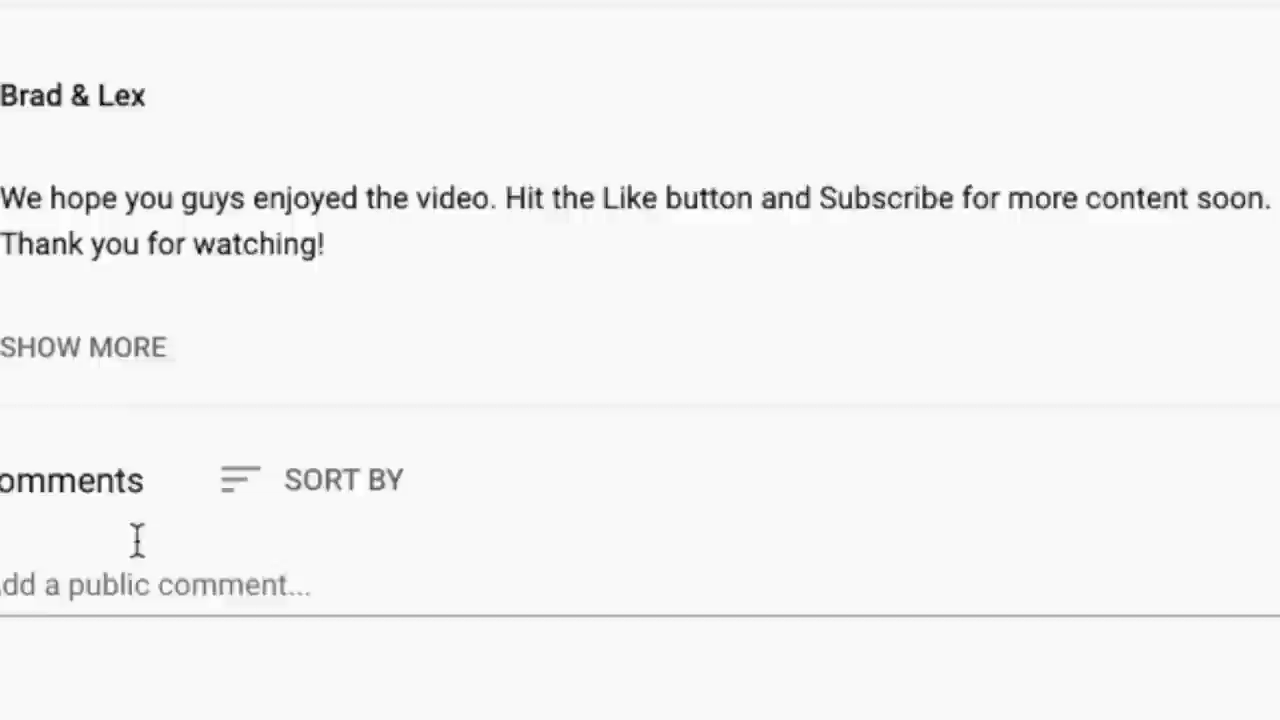 Brad & Lex
We hope you guys enjoyed the video. Hit the Like button and Subscribe for more content soon.
Thank you for watching!
SHOW MORE
omments SORT BY
dd a public comment...